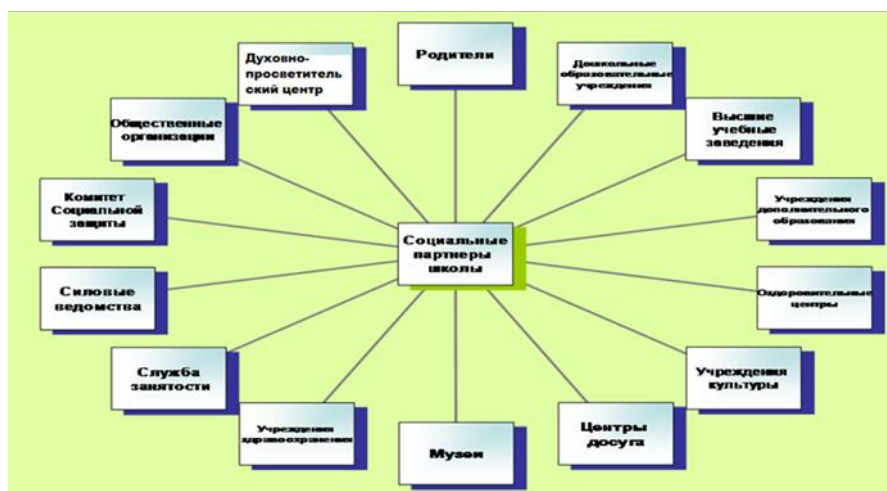 Родители
Дошкольные
образовательные
учреждения
Высшие
учебные
заведения
Учреждения
дополнительного
образования
Оздоровительные
центры
Учреждения
культуры
Центры
досуга
Музеи
Учреждения
здравоохранения
Служба
занятости
Силовые
ведомства
Комитет
Социальной
защиты
Общественные
организации
Духовно-
просветитель
ский центр
Социальные
партнеры
школы